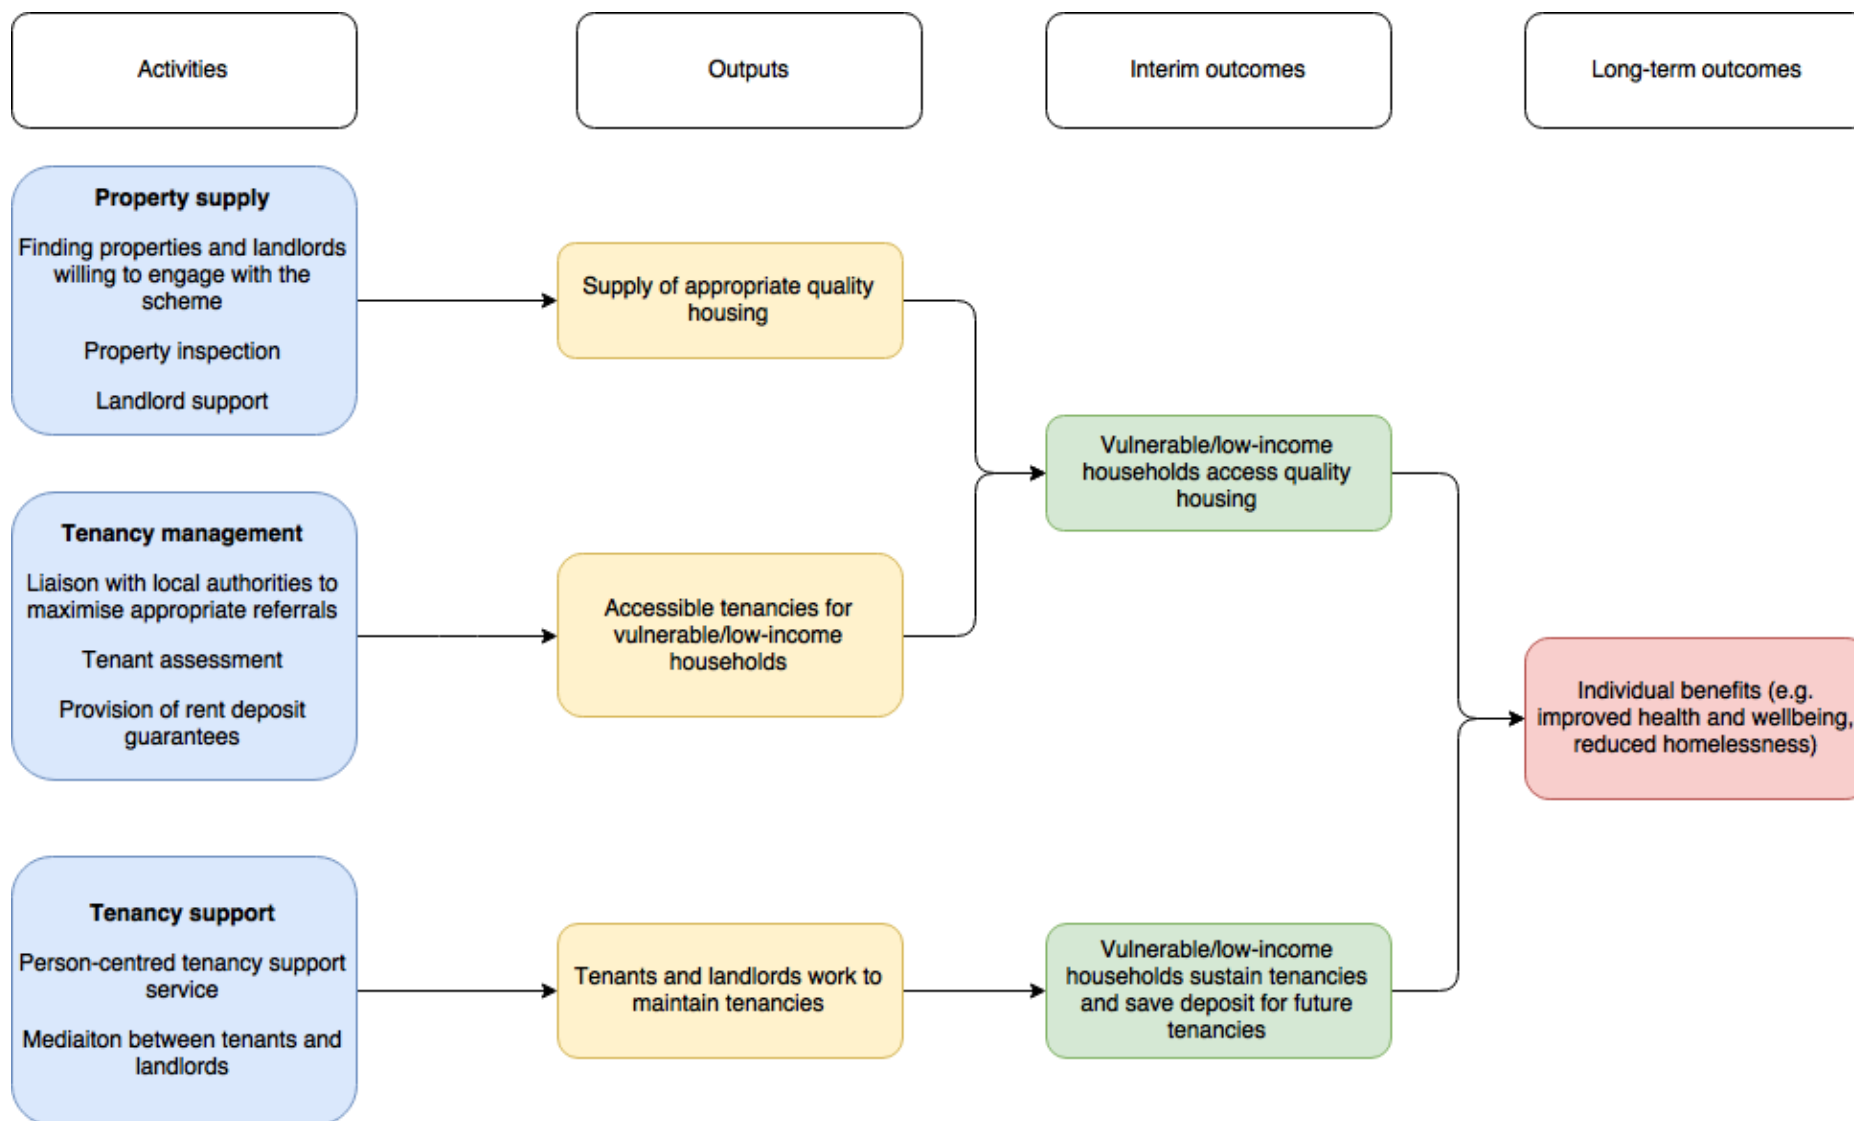 Activities
Outputs
Interim outcomes
Long-term outcomes
Property supply
Finding properties and landlords
willing to engage with the
scheme
Property inspection
Landlord support
Supply of appropriate quality
housing
Vulnerable/low-income
households access quality
housing
Tenancy management
Liaison with local authorities to
maximise appropriate referrals
Tenant assessment
Provision of rent deposit
guarantees
Accessible tenancies for
vulnerable/low-income
households
Individual benefits (e.g.
improved health and wellbeing,
reduced homelessness)
Tenancy support
Person-centred tenancy support
service
Mediaiton between tenants and
landlords
Tenants and landlords work to
maintain tenancies
Vulnerable/low-income
households sustain tenancies
and save deposit for future
tenancies